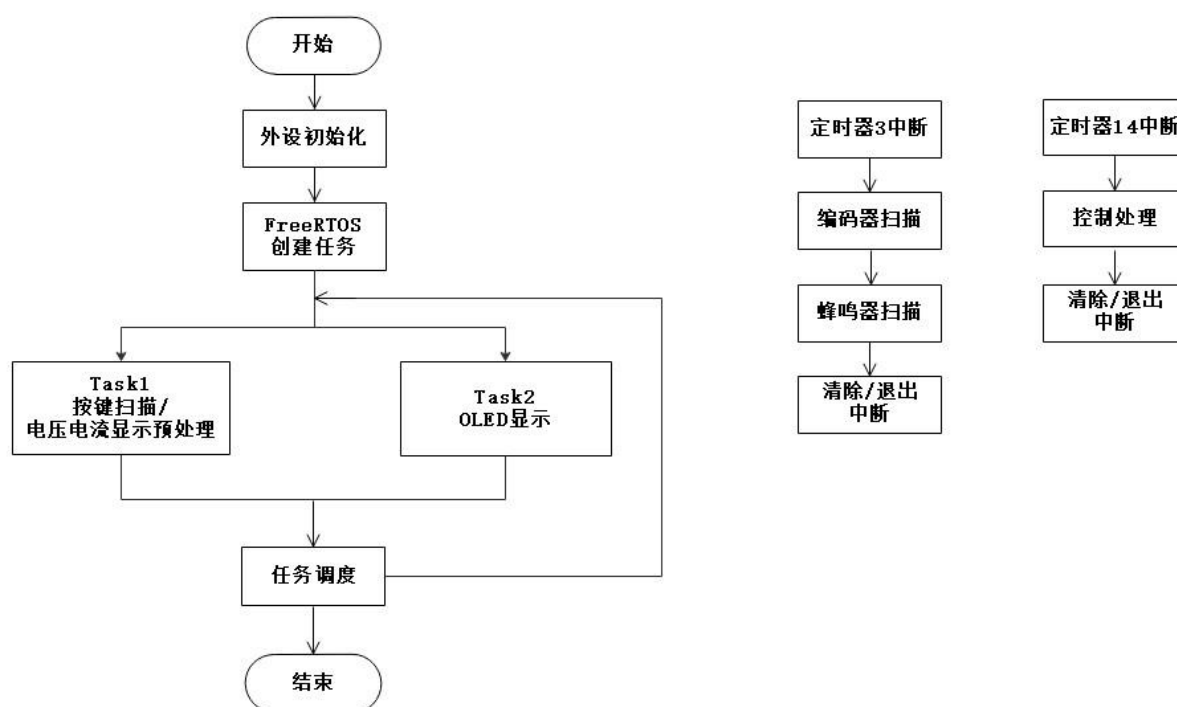 开始
外设初始化
FreeRTOS
创建任务
Task1
按键扫描/
电压电流显示预处理
Task2
OLED显示
任务调度
结束
定时器3中断
编码器扫描
蜂鸣器扫描
清除/退出
中断
定时器14中断
控制处理
清除/退出
中断